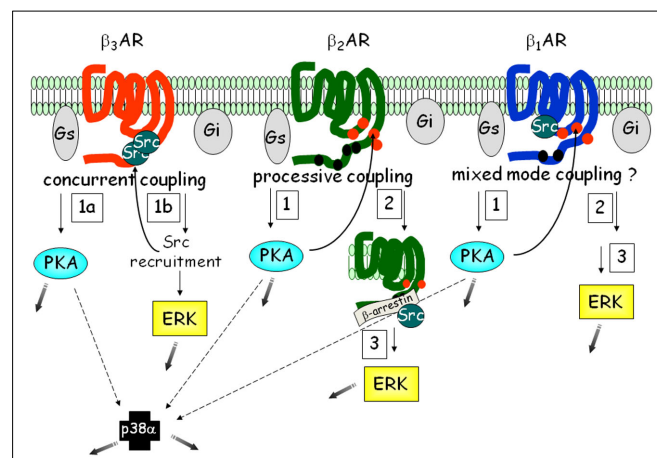 β3AR
β2AR
β1AR
Gs
Src
Src
Gi
Gs
Gi
Gs
Src
Gi
concurrent coupling
processive coupling
mixed mode coupling ?
1a
1b
1
2
1
2
Src
recruitment
PKA
PKA
PKA
3
β-arrestin
Src
ERK
ERK
3
ERK
p38α